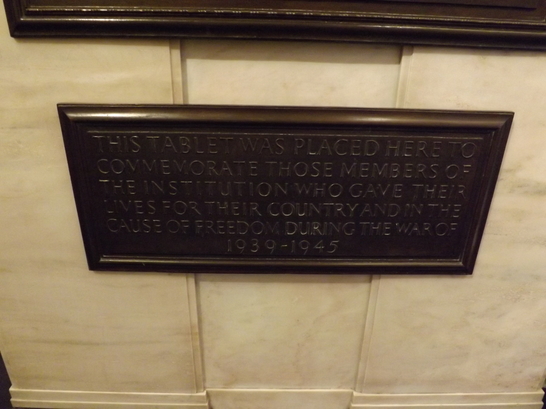 THIS TABLET WAS PLACED HERE TO
COMMEMORATE THOSE MEMBERS OF
THE INSTITUTION WHO GAVE THEIR
LIVES FOR THEIR COUNTRY AND IN THE
CAUSE OF FREEDOM DURING THE WAR OF
1939-1945